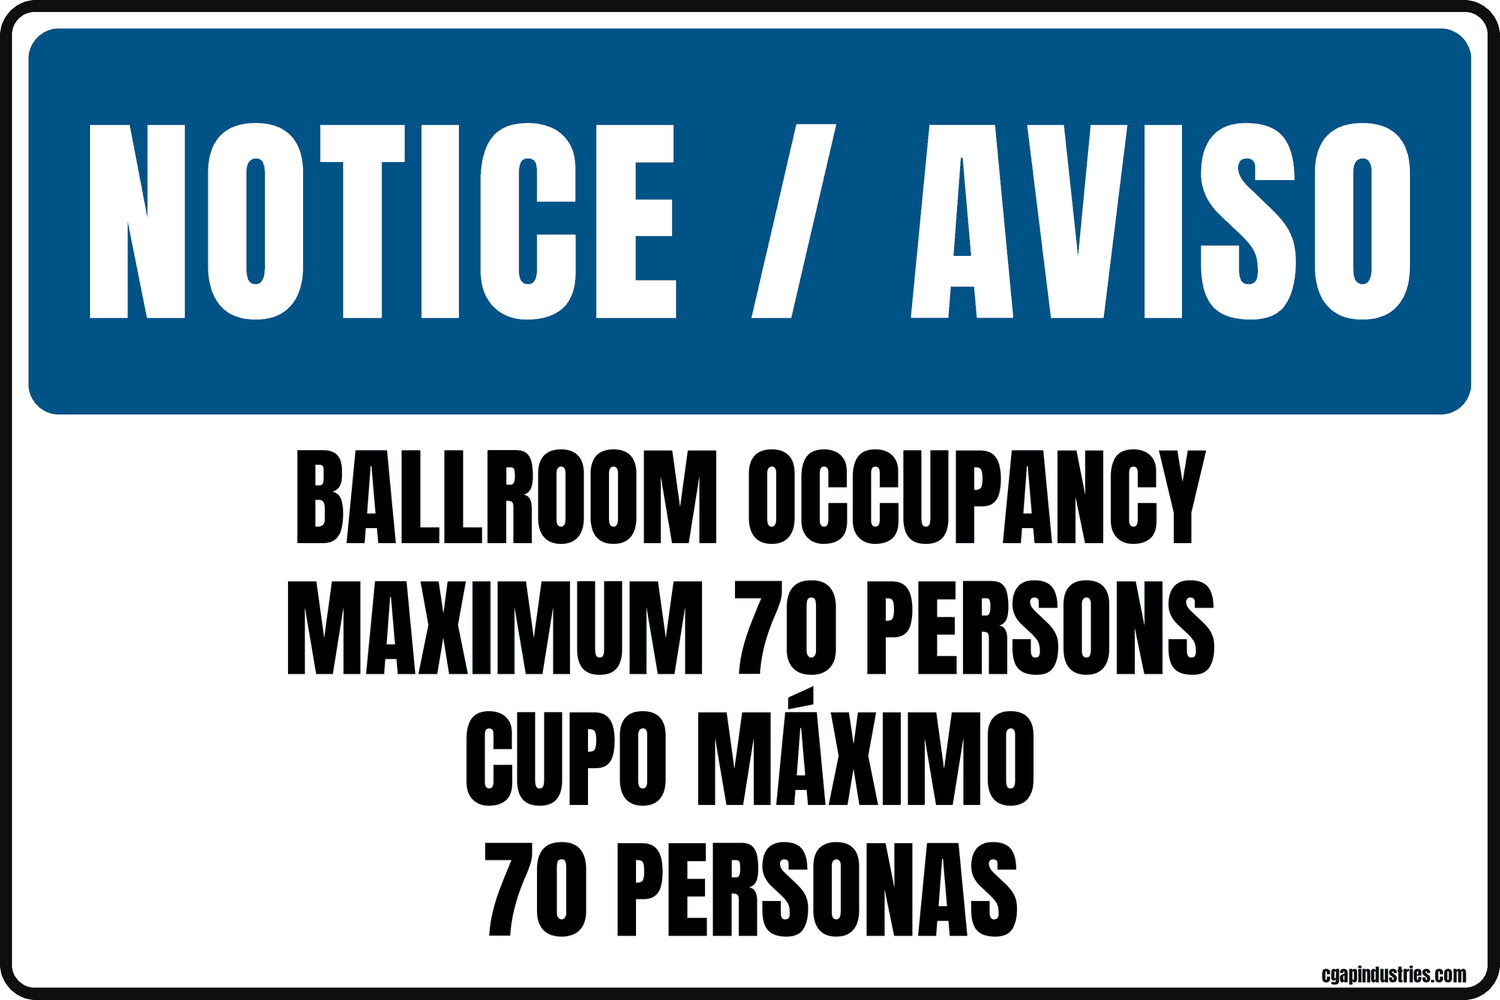 NOTICE / AVISO
BALLROOM OCCUPANCY
MAXIMUM 70 PERSONS
CUPO MÁXIMO
70 PERSONAS
cgapindustries.com